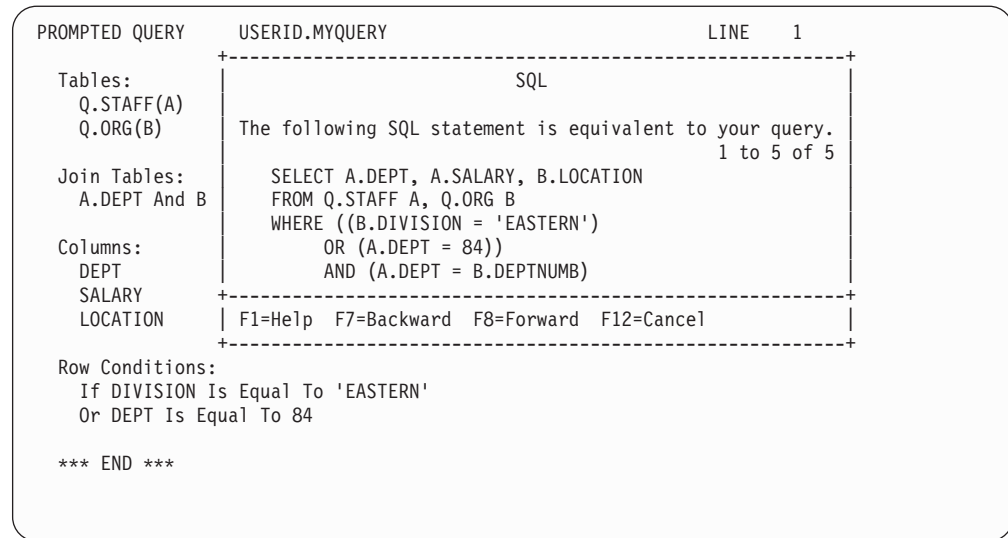 PROMPTED QUERY USERID.MYQUERY LINE 1
+----------------------------------------------------------+
Tables: | SQL |
Q.STAFF(A) | |
Q.ORG(B) | The following SQL statement is equivalent to your query. |
| 1 to 5 of 5 |
Join Tables: | SELECT A.DEPT, A.SALARY, B.LOCATION |
A.DEPT And B | FROM Q.STAFF A, Q.ORG B |
| WHERE ((B.DIVISION = 'EASTERN') |
Columns: | OR (A.DEPT = 84)) |
DEPT | AND (A.DEPT = B.DEPTNUMB) |
SALARY +----------------------------------------------------------+
LOCATION | F1=Help F7=Backward F8=Forward F12=Cancel |
+----------------------------------------------------------+
Row Conditions:
If DIVISION Is Equal To 'EASTERN'
Or DEPT Is Equal To 84
*** END ***